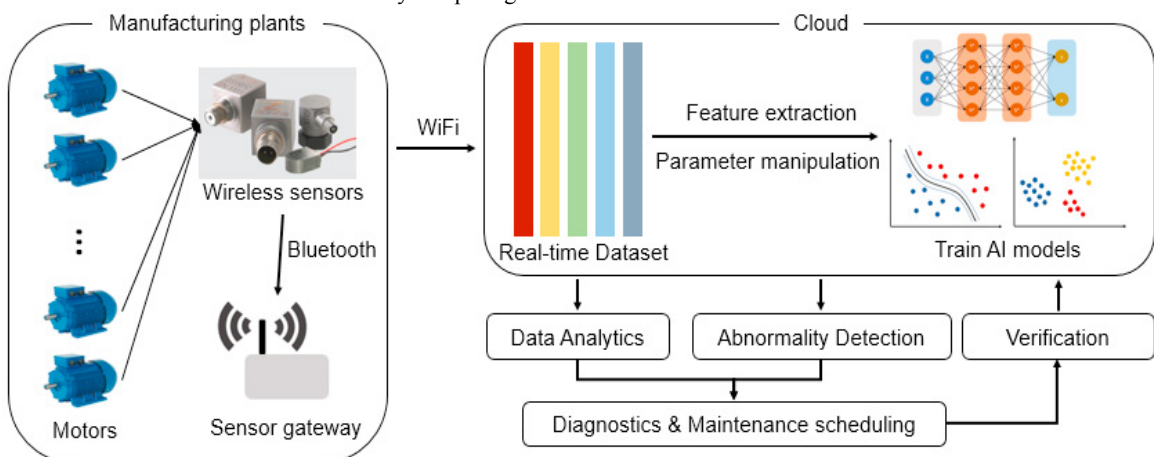 Manufacturing plants
Wireless sensors
Bluetooth
Sensor gateway
Motors
WiFi
Cloud
Feature extraction
Parameter manipulation
Real-time Dataset
Train AI models
Data Analytics
Abnormality Detection
Verification
Diagnostics & Maintenance scheduling